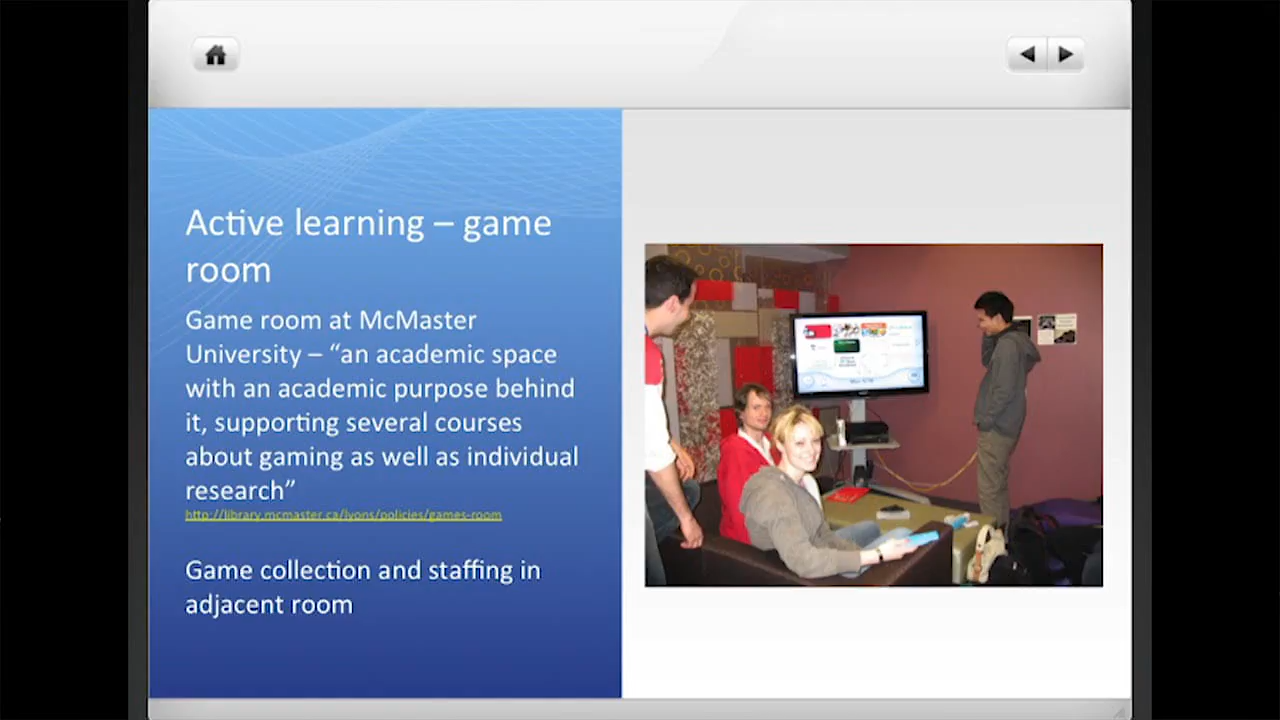 Active learning – game
room
Game room at McMaster
University – “an academic space
with an academic purpose behind
it, supporting several courses
about gaming as well as individual
research”
http://library.mcmaster.ca/lyons/policies/games-room
Game collection and staffing in
adjacent room